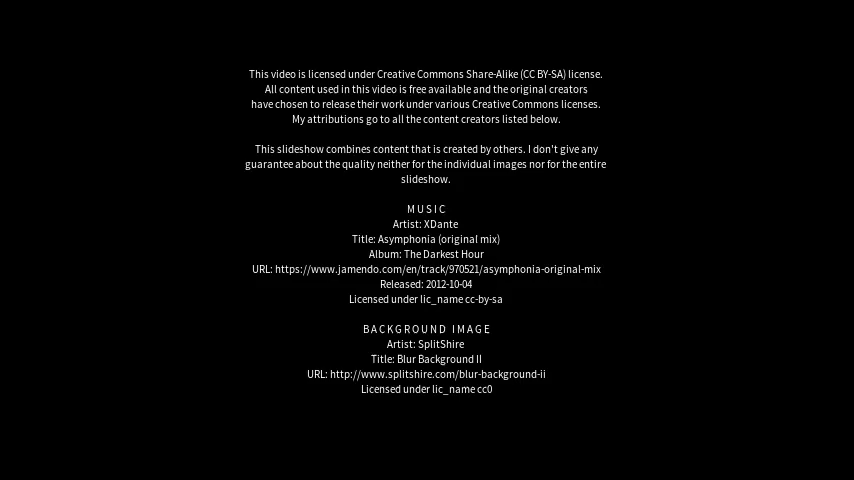 This video is licensed under Creative Commons Share-Alike (CC BY-SA) license.
All content used in this video is free available and the original creators
have chosen to release their work under various Creative Commons licenses.
My attributions go to all the content creators listed below.
This slideshow combines content that is created by others. I don't give any
guarantee about the quality neither for the individual images nor for the entire
slideshow.
MUSIC
Artist: XDante
Title: Asymphonia (original mix)
Album: The Darkest Hour
URL: https://www.jamendo.com/en/track/970521/asymphonia-original-mix
Released: 2012-10-04
Licensed under lic_name cc-by-sa
BACKGROUND IMAGE
Artist: SplitShire
Title: Blur Background II
URL: http://www.splitshire.com/blur-background-ii
Licensed under lic_name cc0